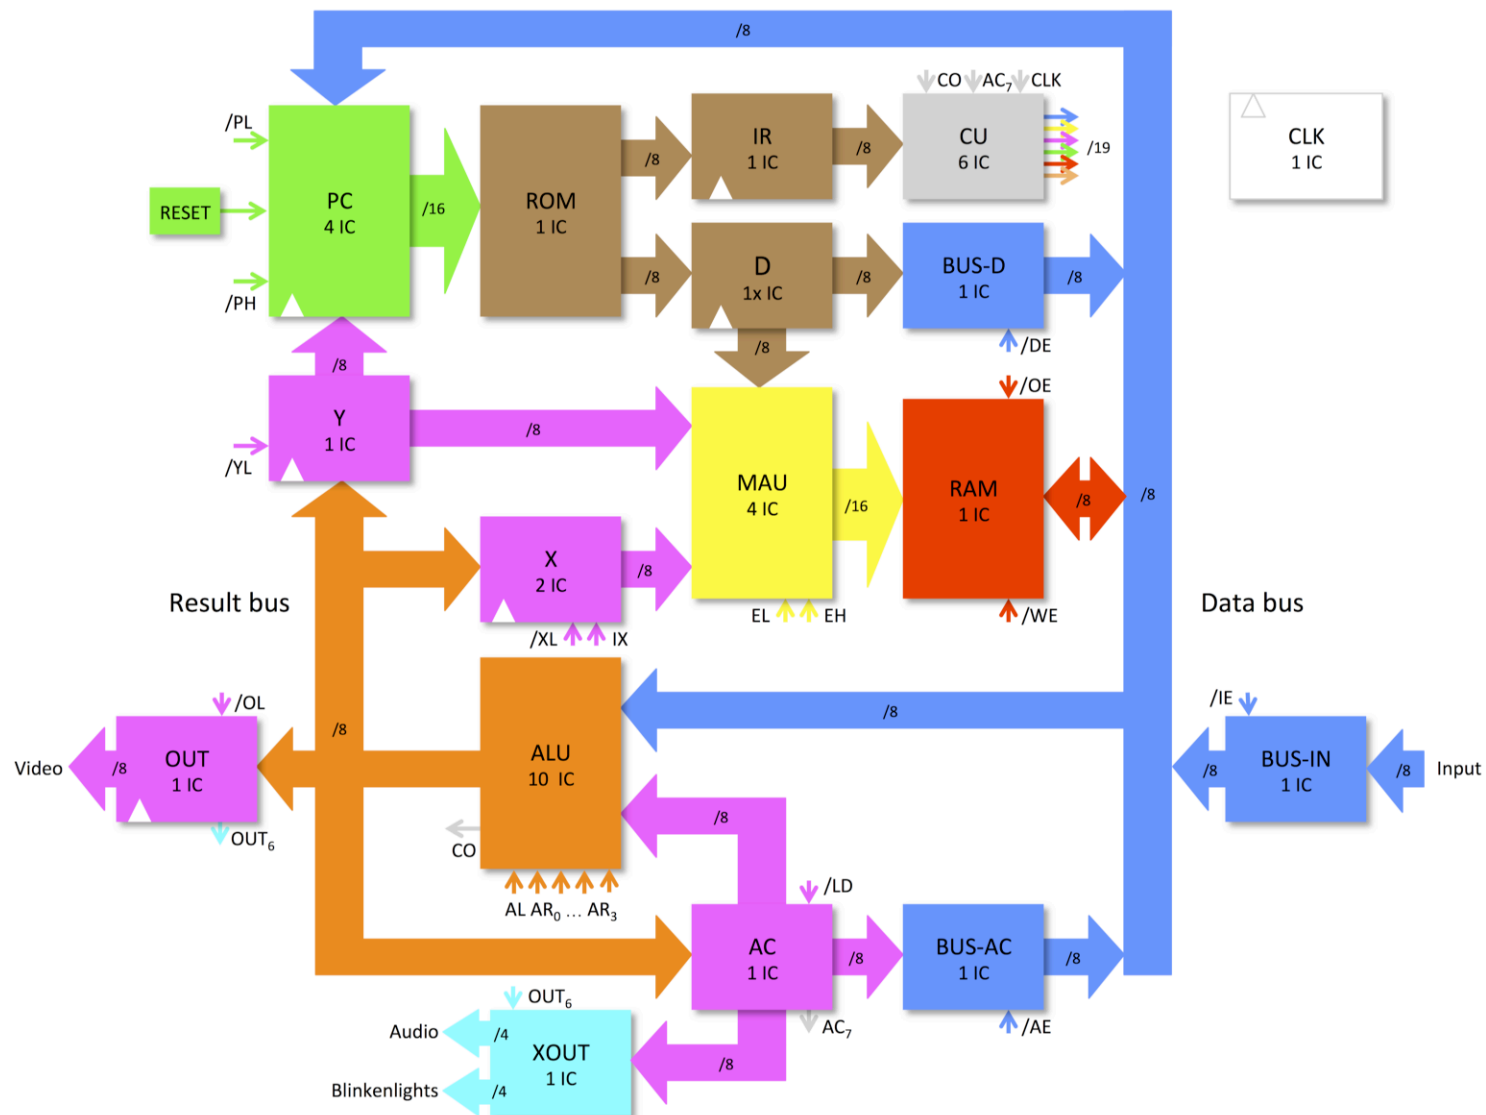 /8
CO AC7 CLK
/PL
PC
4 IC
/16
ROM
1 IC
/8
IR
1 IC
/8
CU
6 IC
/19
CLK
1 IC
RESET
/PH
/8
D
1x IC
/8
BUS-D
1 IC
/8
/DE
/8
/8
Y
1 IC
/YL
/8
MAU
4 IC
/16
/OE
RAM
1 IC
/8
/8
/WE
X
2 IC
/8
/XL IX
EL EH
Result bus
Data bus
/OL
OUT
1 IC
Video
/8
OUT6
/8
ALU
10 IC
/8
/8
CO
AL AR0 ... AR3
/IE
BUS-IN
1 IC
/8
/8
Input
/LD
AC
1 IC
/8
BUS-AC
1 IC
/8
AC7
/AE
OUT6
Audio
/4
XOUT
1 IC
/8
Blinkenlights
/4